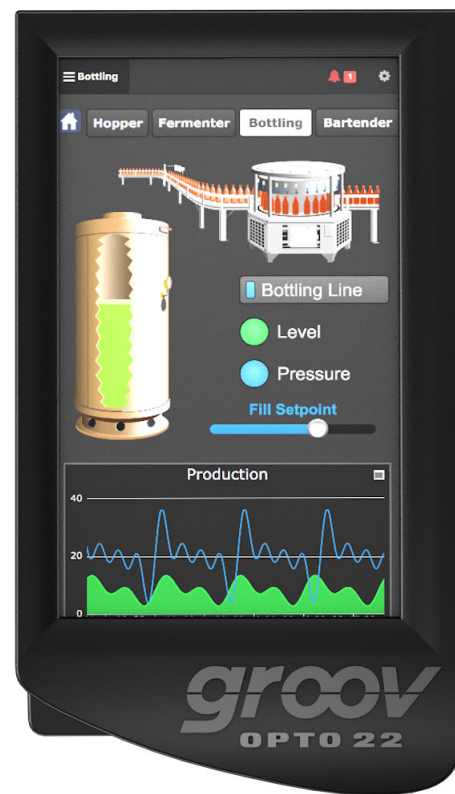 Bottling
1
Hopper Fermenter Bottling Bartender
Bottling Line
Level
Pressure
Fill Setpoint
Production
40
20
0
groov
OPTO 22